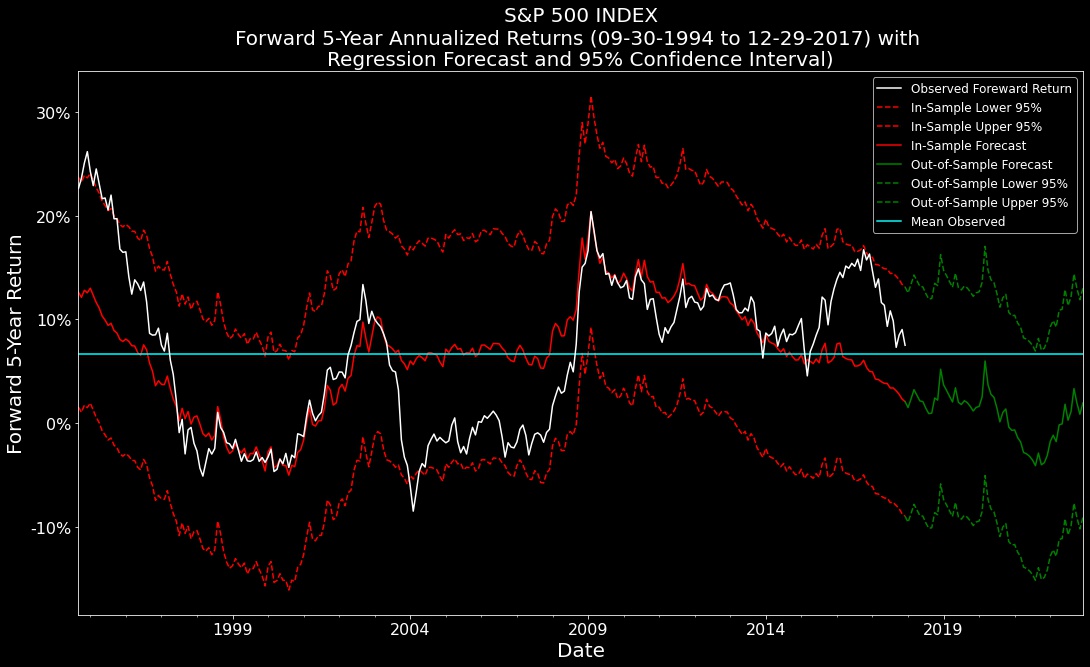 S&P 500 INDEX
Forward 5-Year Annualized Returns (09-30-1994 to 12-29-2017) with
Regression Forecast and 95% Confidence Interval)
Forward 5-Year Return
30%
20%
10%
0%
-10%
Observed Foreward Return
In-Sample Lower 95%
In-Sample Upper 95%
In-Sample Forecast
Out-of-Sample Forecast
Out-of-Sample Lower 95%
Out-of-Sample Upper 95%
Mean Observed
1999 2004 2009 2014 2019
Date